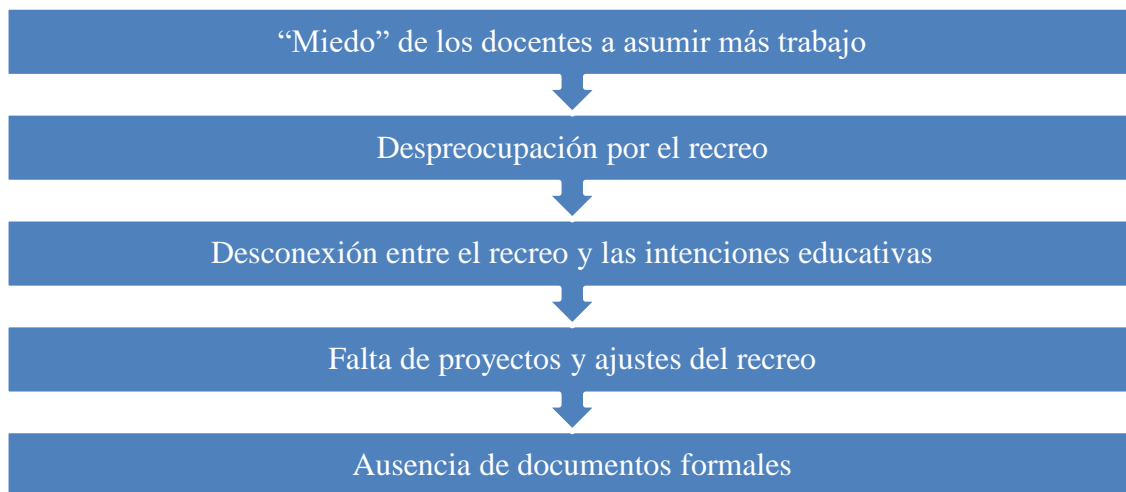 “Miedo” de los docentes a asumir más trabajo
Despreocupación por el recreo
Desconexión entre el recreo y las intenciones educativas
Falta de proyectos y ajustes del recreo
Ausencia de documentos formales